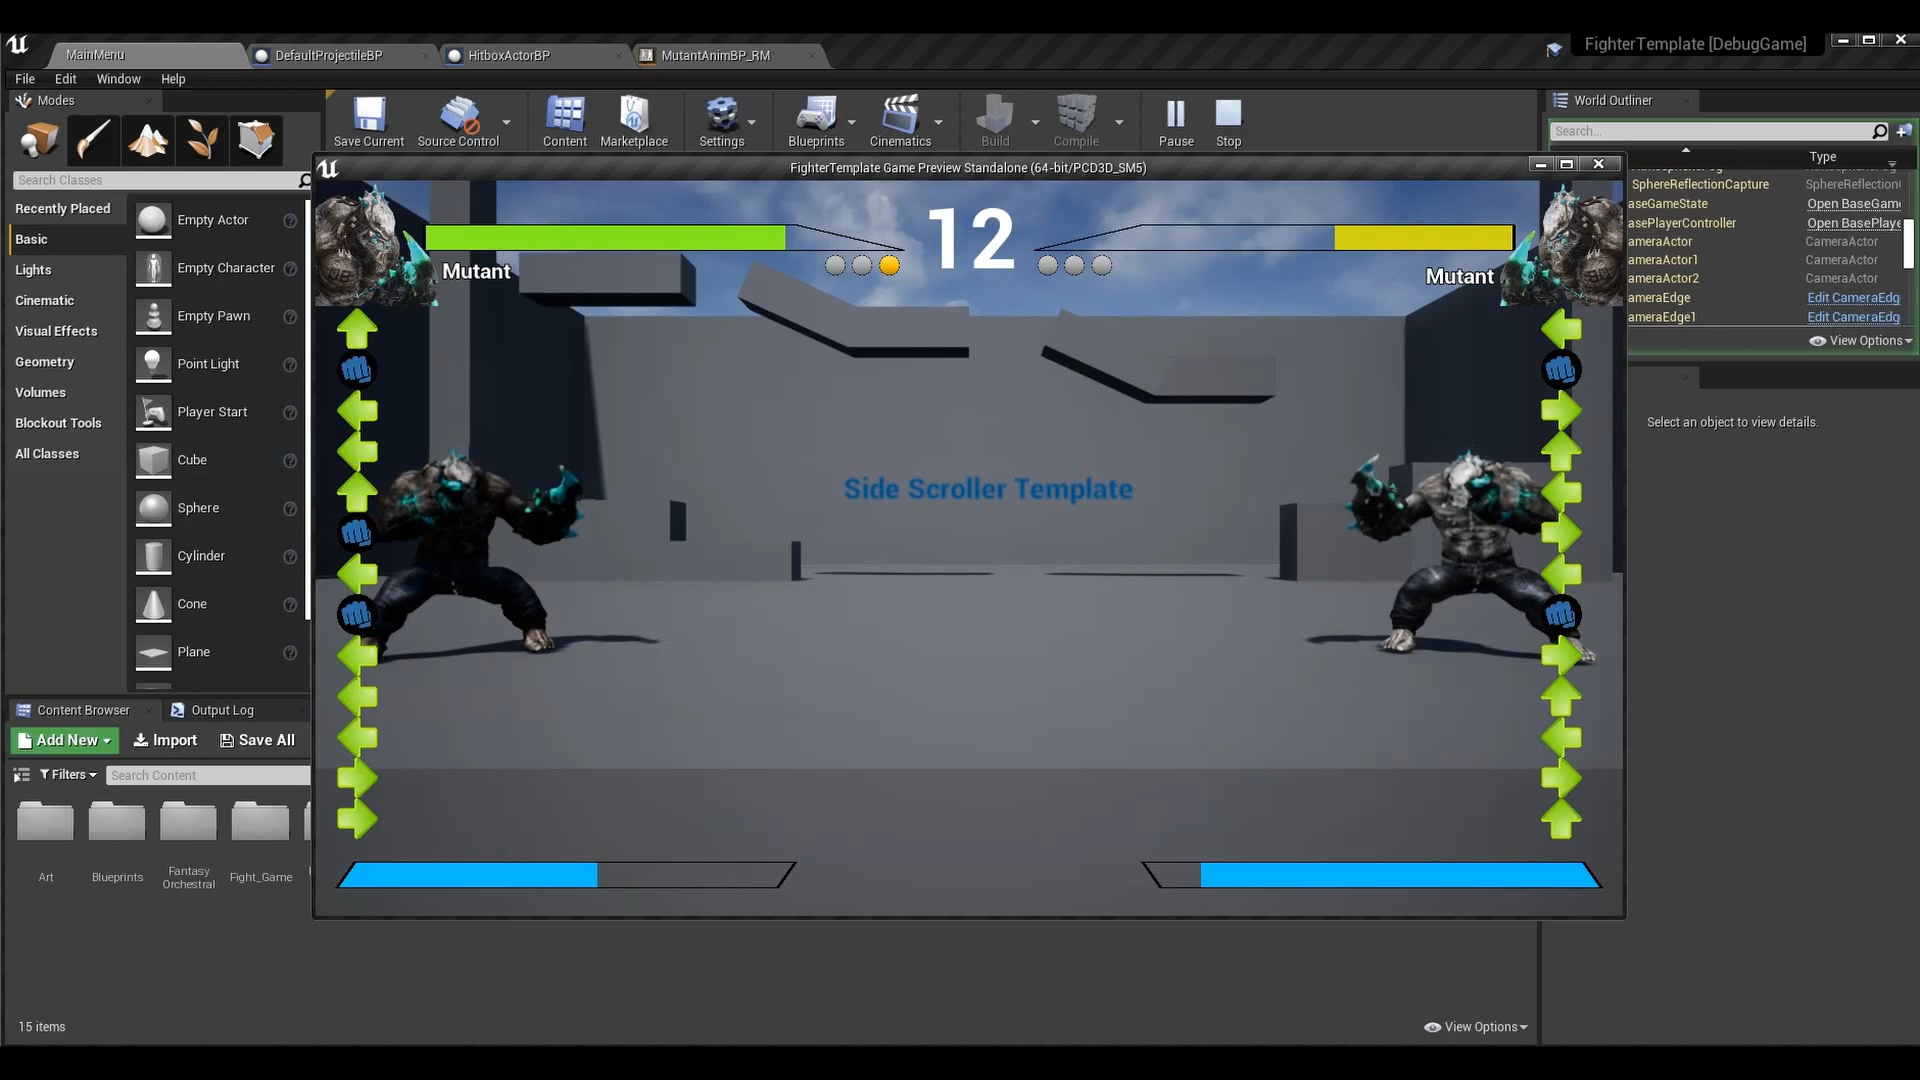 MainMenu
DefaultProjectileBP
HitboxActorBP
MutantAnimBP_RM
FighterTemplate [DebugGame]
File Edit Window Help
Modes
Save Current
Source Control
Content
Marketplace
Settings
Blueprints
Cinematics
Build
Compile
Pause
Stop
World Outliner
Search...
Type
Search Classes
FighterTemplate Game Preview Standalone (64-bit/PCD3D_SM5)
Recently Placed
Basic
Lights
Cinematic
Visual Effects
Geometry
Volumes
Blockout Tools
All Classes
Empty Actor
Empty Character
Empty Pawn
Point Light
Player Start
Cube
Sphere
Cylinder
Cone
Plane
12
Mutant
Mutant
Side Scroller Template
SphereReflectionCapture SphereReflectionC
aseGameState Open BaseGam
asePlayerController Open BasePlaye
ameraActor CameraActor
ameraActor1 CameraActor
ameraActor2 CameraActor
ameraEdge Edit CameraEdg
ameraEdge1 Edit CameraEdg
View Options
Select an object to view details.
Content Browser
Output Log
Add New
Import
Save All
Filters
Search Content
Art
Blueprints
Fantasy
Orchestral
Fight_Game
15 items
View Options